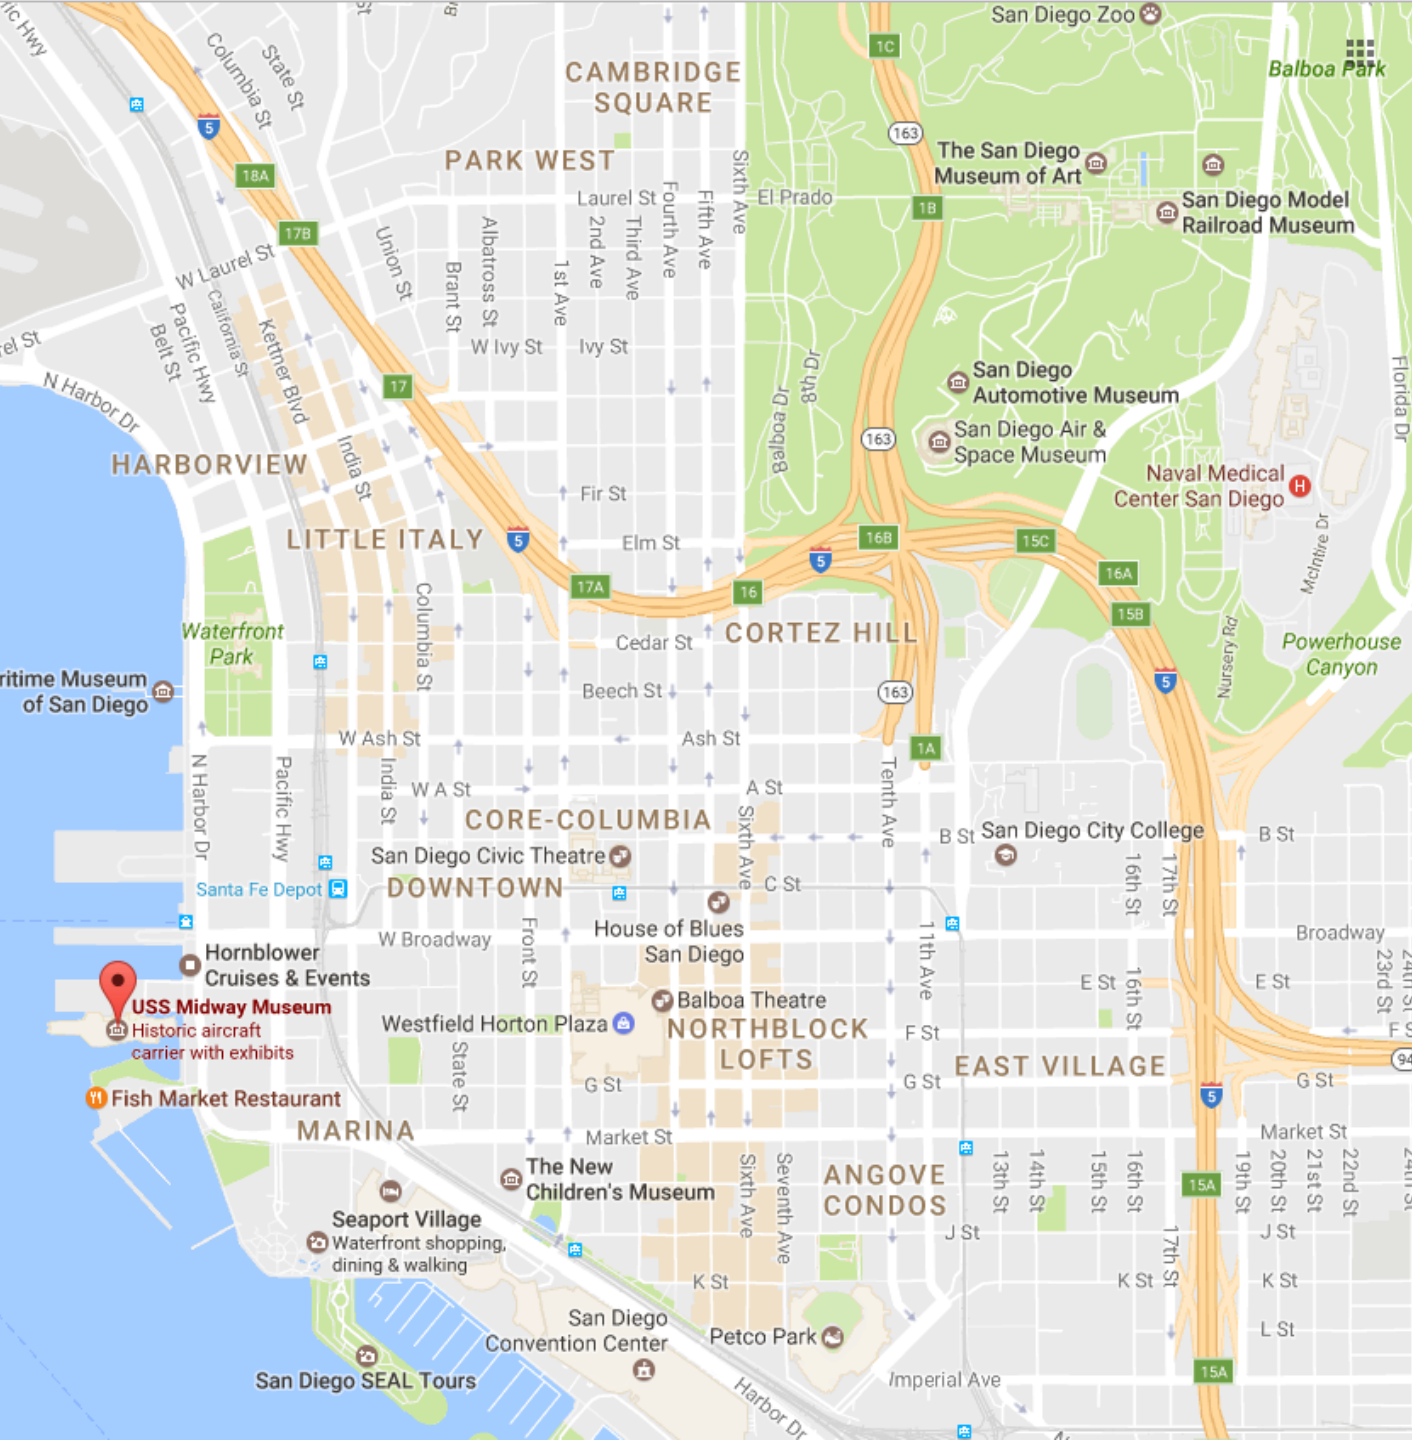 San Diego Zoo
1C
Balboa Park
State St
Columbia St
CAMBRIDGE
SQUARE
5
163
18A
PARK WEST
The San Diego
Museum of Art
Sixth Ave
Laurel St
El Prado
1B
San Diego Model
Railroad Museum
17B
Fourth Ave
Fifth Ave
2nd Ave
Third Ave
W Laurel St
Union St
Albatross St
Brant St
1st Ave
Pacific Hwy
California St
Belt St
Kettner Blvd
W Ivy St
Ivy St
N Harbor Dr
17
8th Dr
Balboa Dr
San Diego
Automotive Museum
Florida Dr
163
San Diego Air &
Space Museum
HARBORVIEW
India St
Naval Medical
Center San Diego
H
Fir St
LITTLE ITALY
5
Elm St
16B
15C
5
McIntire Dr
17A
16
16A
15B
Columbia St
Waterfront
Park
Cedar St
CORTEZ HILL
Nursery Rd
Powerhouse
Canyon
ritime Museum
of San Diego
Beech St
163
5
W Ash St
Ash St
1A
N Harbor Dr
Pacific Hwy
India St
W A St
A St
Tenth Ave
CORE-COLUMBIA
Sixth Ave
B St
San Diego City College
B St
San Diego Civic Theatre
Santa Fe Depot
DOWNTOWN
C St
16th St
17th St
House of Blues
San Diego
Front St
W Broadway
11th Ave
Broadway
Hornblower
Cruises & Events
23rd St
E St
16th St
E St
USS Midway Museum
Historic aircraft
carrier with exhibits
Balboa Theatre
Westfield Horton Plaza
NORTHBLOCK
LOFTS
F St
F S
State St
EAST VILLAGE
94
G St
G St
G St
Fish Market Restaurant
5
MARINA
Market St
Market St
The New
Children's Museum
Sixth Ave
Seventh Ave
ANGOVE
CONDOS
13th St
14th St
15th St
16th St
15A
19th St
20th St
21st St
22nd St
Seaport Village
Waterfront shopping,
dining & walking
J St
17th St
J St
K St
K St
K St
San Diego
Convention Center
Petco Park
L St
San Diego SEAL Tours
Imperial Ave
15A
Harbor Dr